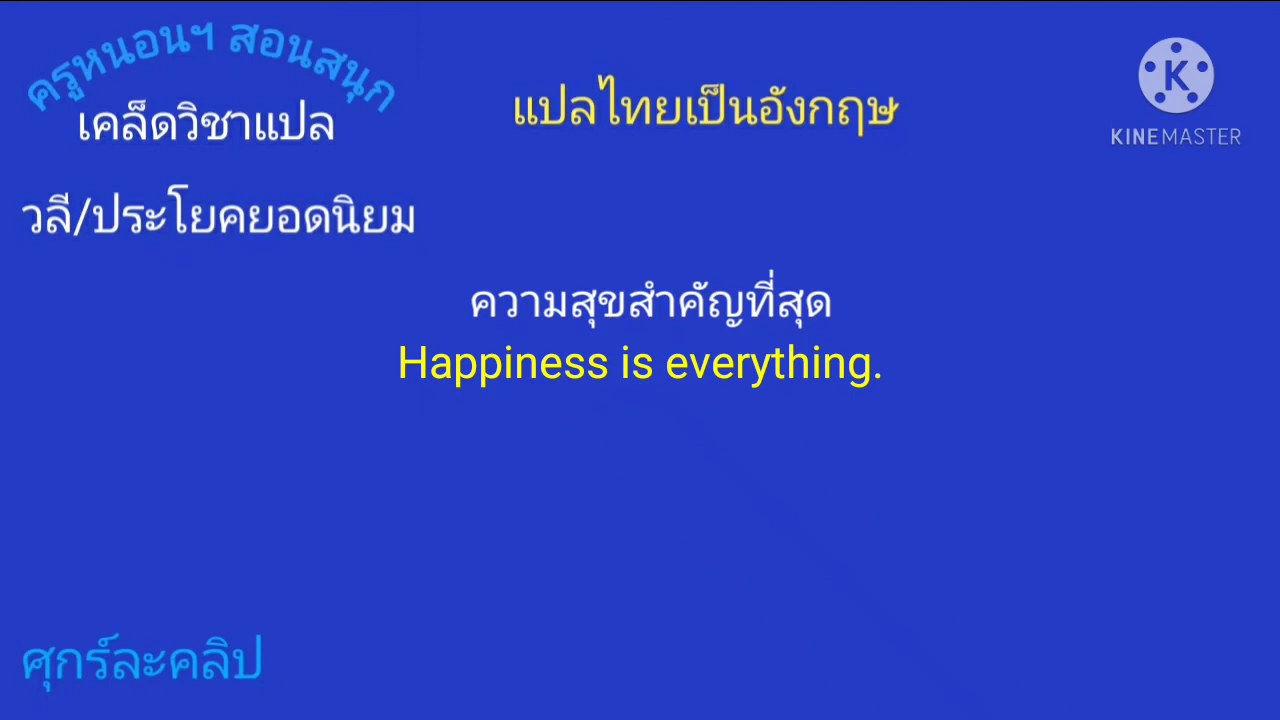 ครูหนอนฯ สอนสนุก
เคล็ดวิชาแปล
แปลไทยเป็นอังกฤษ
K
KINEMASTER
วลี/ประโยคยอดนิยม
ความสุขสำคัญที่สุด
Happiness is everything.
ศุกร์ละคลิป